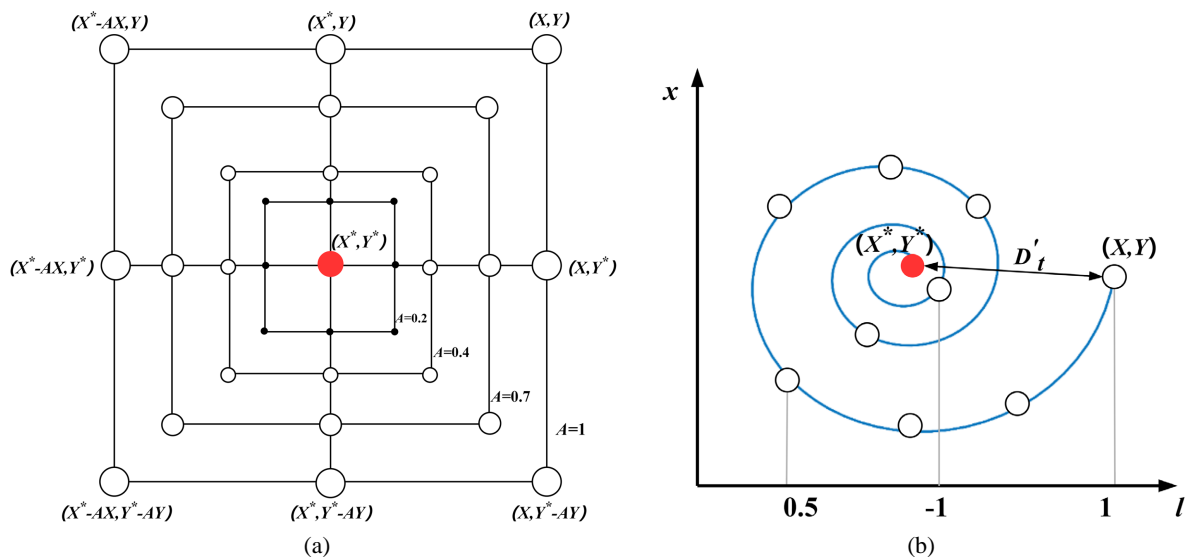 (X*-AX,Y)
(X*,Y)
(X,Y)
(X*-AX,Y*)
(X*,Y*)
(X,Y*)
A=0.2
A=0.4
A=0.7
A=1
(X*-AX,Y*-AY)
(X*,Y*-AY)
(X,Y*-AY)
(a)
x
(X*,Y*)
D't
(X,Y)
0.5
-1
1
l
(b)